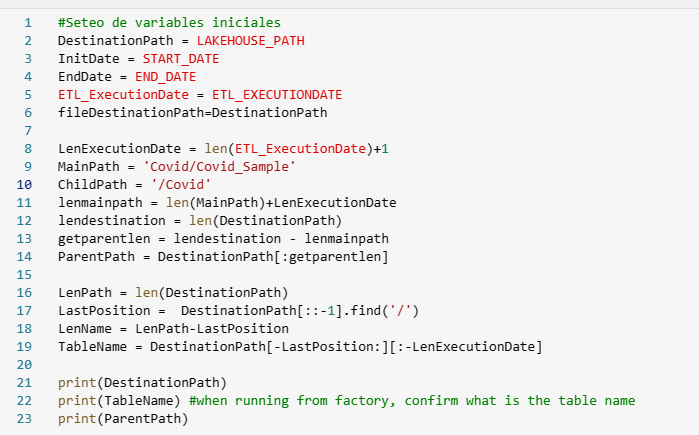 1 #Seteo de variables iniciales
2 DestinationPath = LAKEHOUSE_PATH
3 InitDate = START_DATE
4 EndDate = END_DATE
5 ETL_ExecutionDate = ETL_EXECUTIONDATE
6 fileDestinationPath=DestinationPath
7
8 LenExecutionDate = len(ETL_ExecutionDate)+1
9 MainPath = 'Covid/Covid_Sample'
10 ChildPath = '/Covid'
11 lenmainpath = len(MainPath)+LenExecutionDate
12 lendestination = len(DestinationPath)
13 getparentlen = lendestination - lenmainpath
14 ParentPath = DestinationPath[:getparentlen]
15
16 LenPath = len(DestinationPath)
17 LastPosition =  DestinationPath[::-1].find('/')
18 LenName = LenPath-LastPosition
19 TableName = DestinationPath[-LastPosition:][:-LenExecutionDate]
20
21 print(DestinationPath)
22 print(TableName) #when running from factory, confirm what is the table name
23 print(ParentPath)